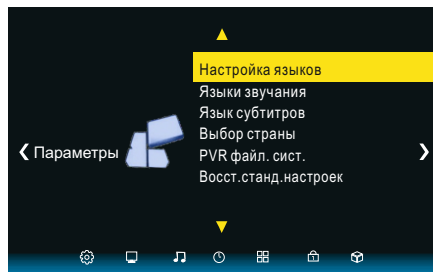 Настройка языков
Языки звучания
Язык субтитров
Выбор страны
Параметры
PVR файл. сист.
Восст.станд.настроек